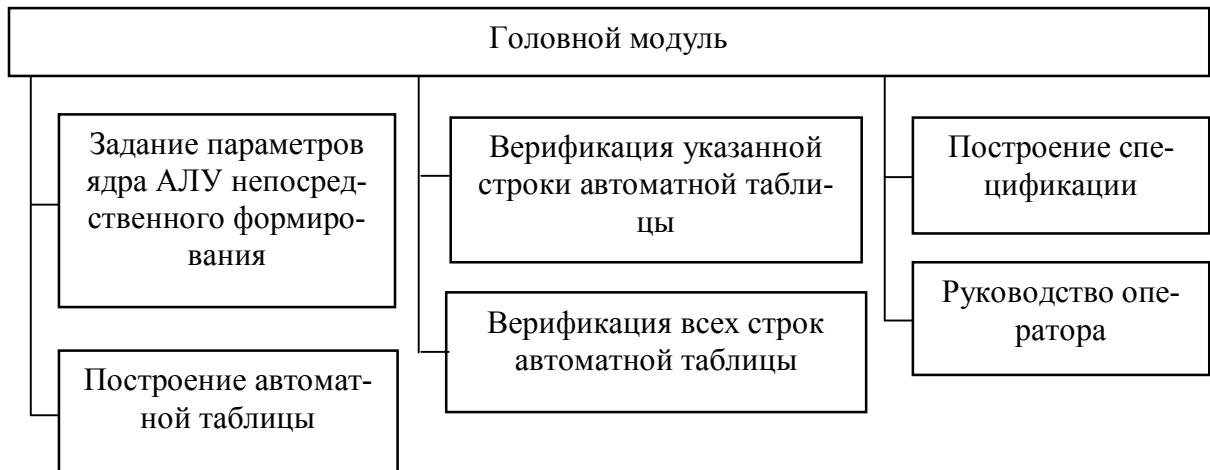 Головной модуль
Задание параметров
ядра АЛУ непосред-
ственного формиро-
вания
Построение автомат-
ной таблицы
Верификация указанной
строки автоматной табли-
цы
Верификация всех строк
автоматной таблицы
Построение спе-
цификации
Руководство опе-
ратора